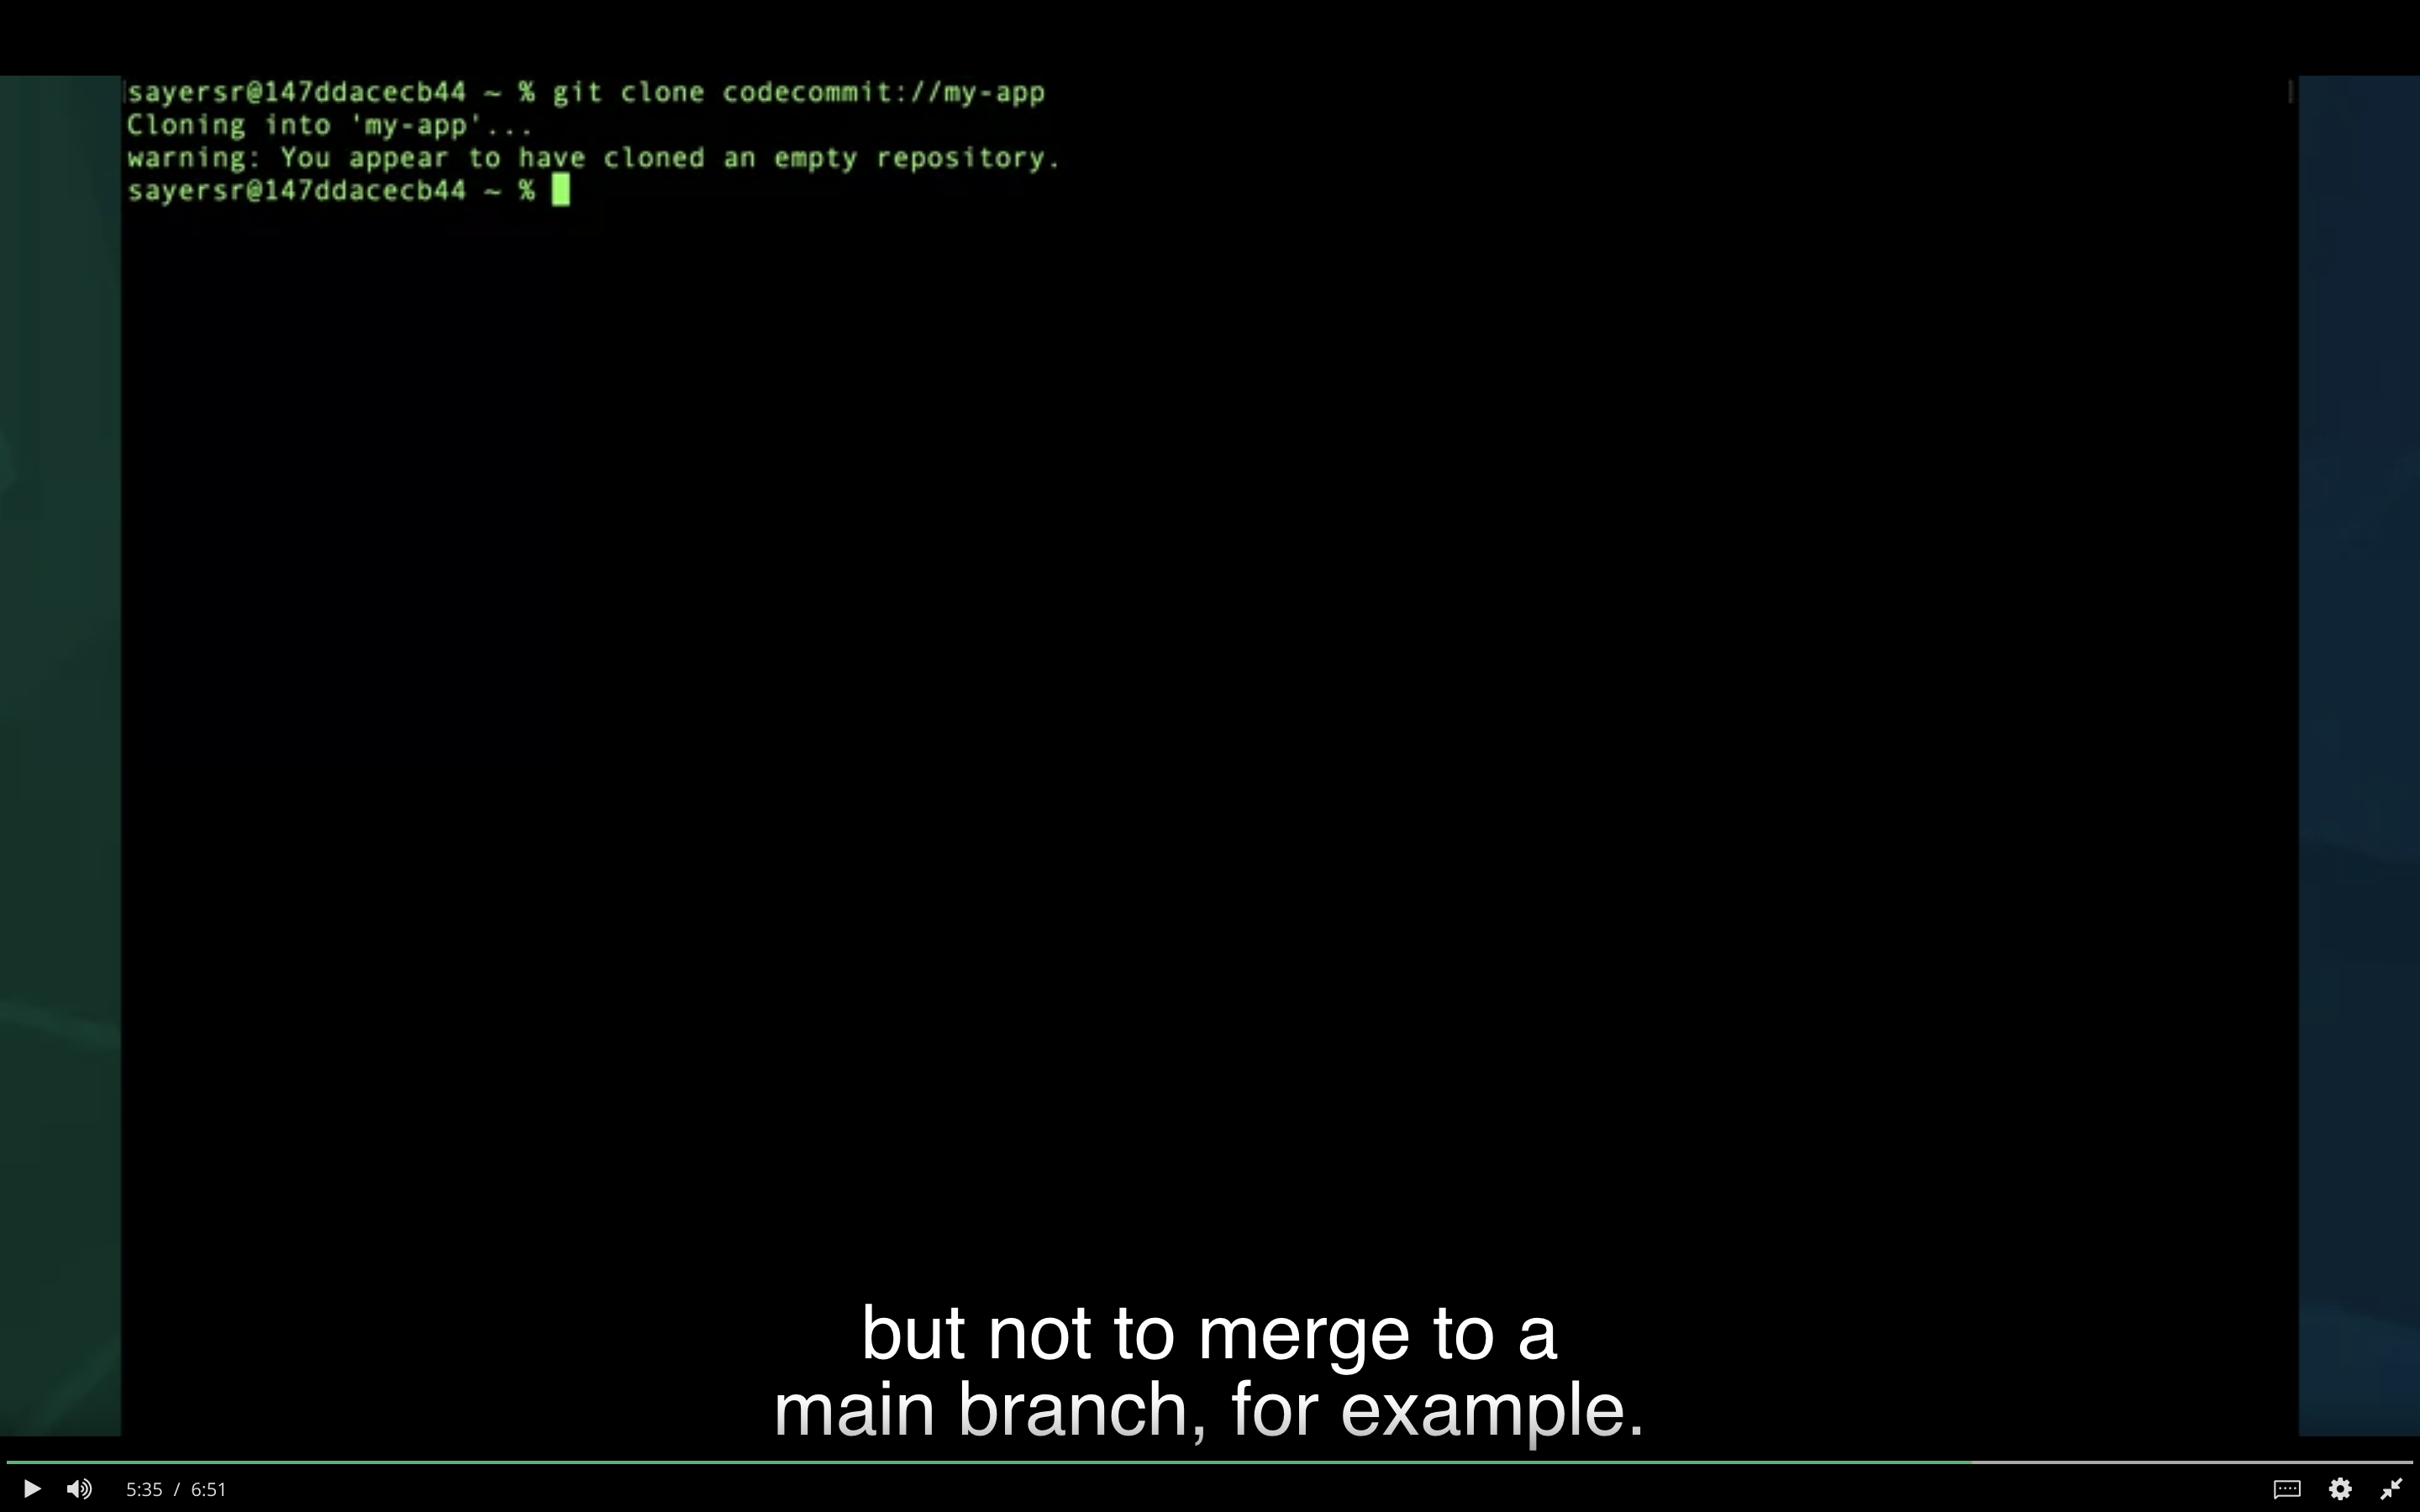 sayersr@147ddacecb44 ~ % git clone codecommit://my-app
Cloning into 'my-app'...
warning: You appear to have cloned an empty repository.
sayersr@147ddacecb44 ~ %
but not to merge to a
main branch, for example.
5:35 / 6:51